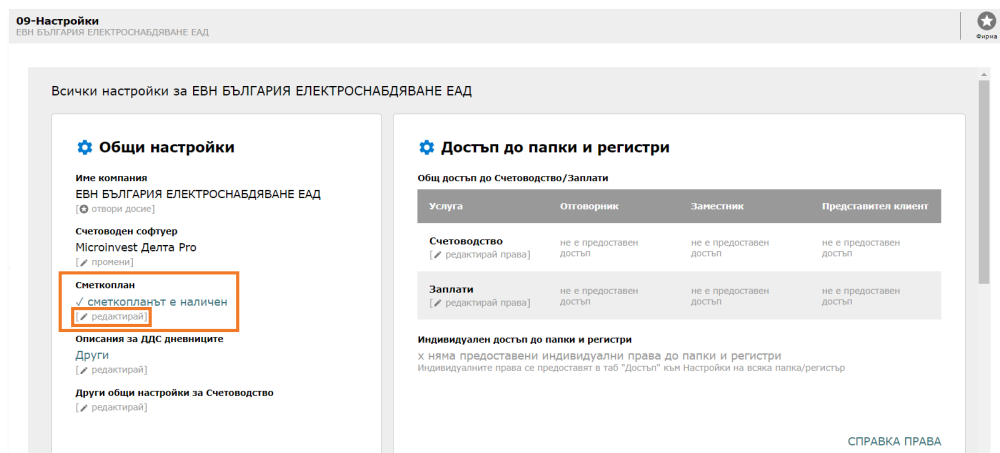 09-Настройки
ЕВН БЪЛГАРИЯ ЕЛЕКТРОСНАБДЯВАНЕ ЕАД
Фирма
Всички настройки за ЕВН БЪЛГАРИЯ ЕЛЕКТРОСНАБДЯВАНЕ ЕАД
Общи настройки
Име компания
ЕВН БЪЛГАРИЯ ЕЛЕКТРОСНАБДЯВАНЕ ЕАД
[отвори досие]
Счетоводен софтуер
Microinvest Делта Pro
[промени]
Сметкоплан
√ сметкопланът е наличен
[редактирай]
Описания за ДДС дневниците
Други
[редактирай]
Други общи настройки за Счетоводство
[редактирай]
Достъп до папки и регистри
Общ достъп до Счетоводство/Заплати
Услуга Отговорник Заместник Представител клиент
Счетоводство
[редактирай права]
не е предоставен достъп
не е предоставен достъп
не е предоставен достъп
Заплати
[редактирай права]
не е предоставен достъп
не е предоставен достъп
не е предоставен достъп
Индивидуален достъп до папки и регистри
x няма предоставени индивидуални права до папки и регистри
Индивидуалните права се предоставят в таб "Достъп" към Настройки на всяка папка/регистър
СПРАВКА ПРАВА